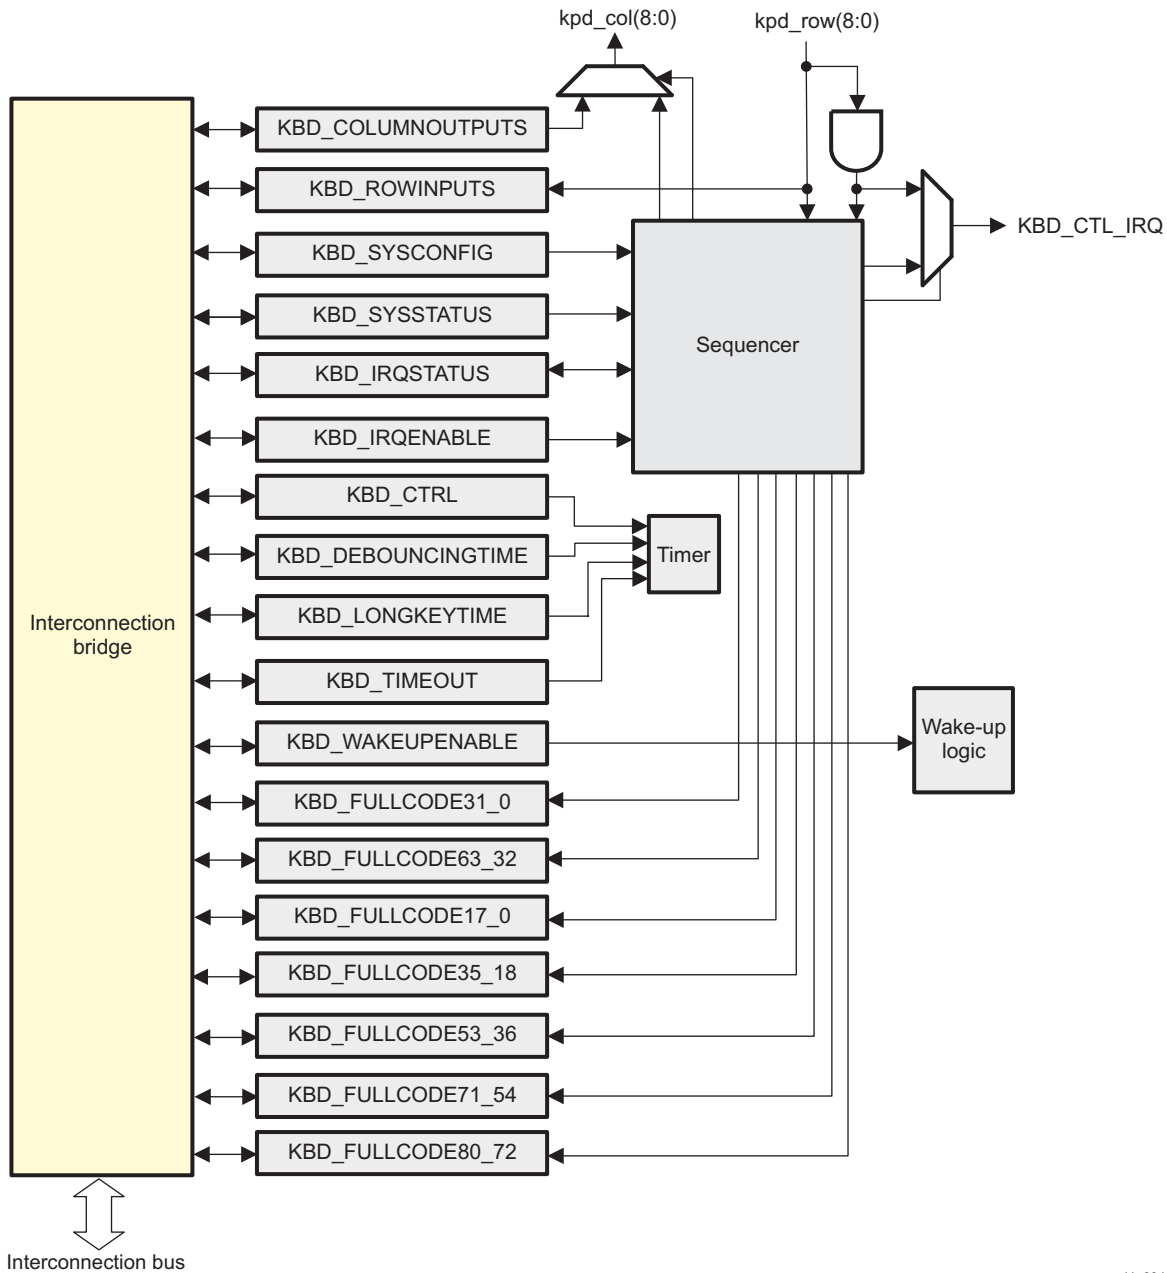 kpd_col(8:0)
kpd_row(8:0)
KBD_COLUMNOUTPUTS
KBD_ROWINPUTS
KBD_CTL_IRQ
KBD_SYSCONFIG
KBD_SYSSTATUS
Sequencer
KBD_IRQSTATUS
KBD_IRQENABLE
KBD_CTRL
KBD_DEBOUNCINGTIME
Timer
KBD_LONGKEYTIME
Interconnection
bridge
KBD_TIMEOUT
KBD_WAKEUPENABLE
Wake-up
logic
KBD_FULLCODE31_0
KBD_FULLCODE63_32
KBD_FULLCODE17_0
KBD_FULLCODE35_18
KBD_FULLCODE53_36
KBD_FULLCODE71_54
KBD_FULLCODE80_72
Interconnection bus